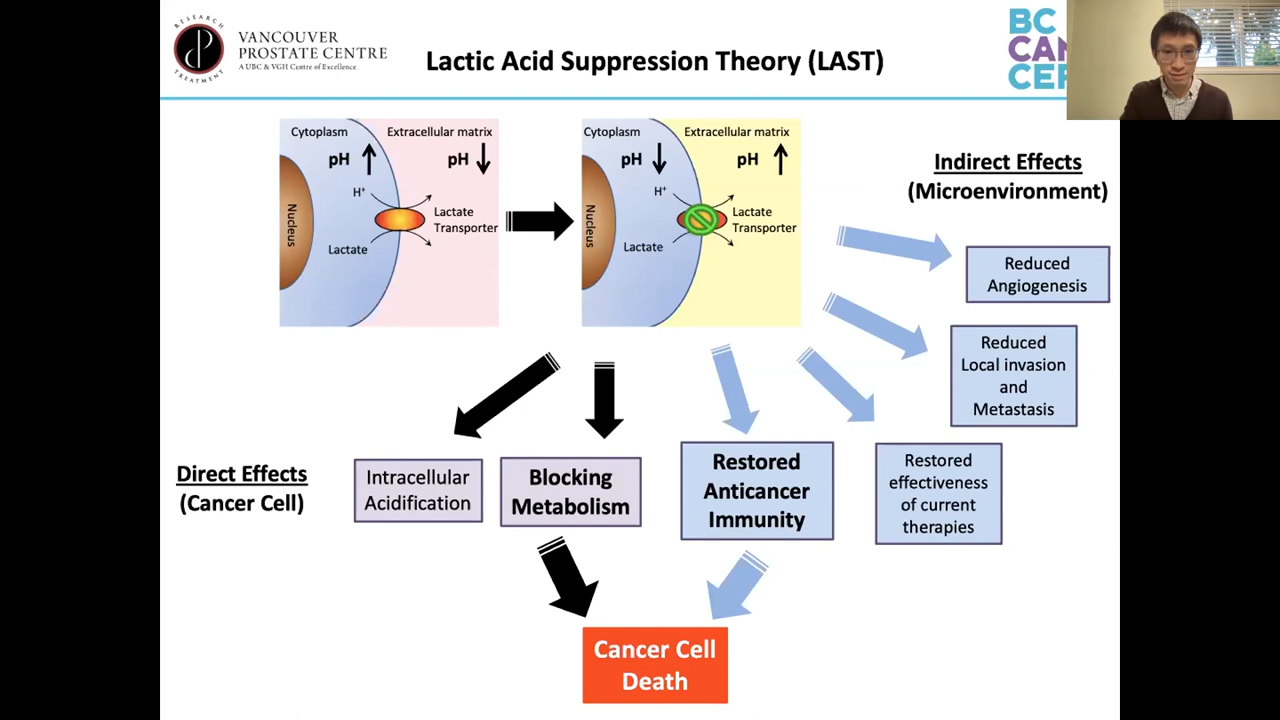 RESEARCH
TREATMENT
VANCOUVER
PROSTATE CENTRE
A UBC & VGH Centre of Excellence
Lactic Acid Suppression Theory (LAST)
BC
CAN
CER
Cytoplasm
Extracellular matrix
pH
pH
H+
Nucleus
Lactate
Transporter
Lactate
Cytoplasm
Extracellular matrix
pH
pH
H+
Nucleus
Lactate
Transporter
Lactate
Indirect Effects
(Microenvironment)
Reduced
Angiogenesis
Reduced
Local invasion
and
Metastasis
Direct Effects
(Cancer Cell)
Intracellular
Acidification
Blocking
Metabolism
Restored
Anticancer
Immunity
Restored
effectiveness
of current
therapies
Cancer Cell
Death